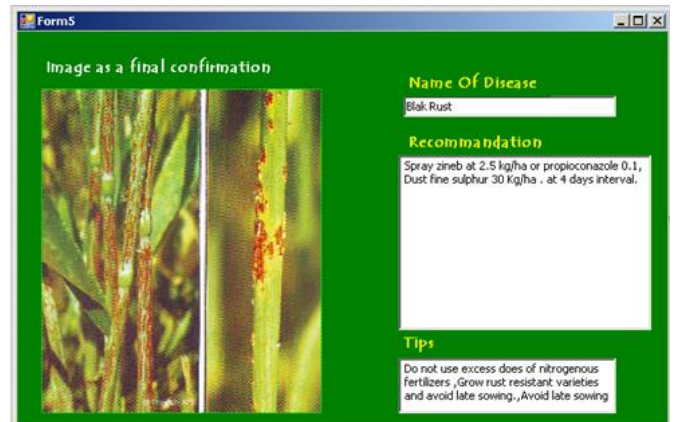 Form5
Image as a final confirmation
Name Of Disease
Blak Rust
Recommandation
Spray zineb at 2.5 kg/ha or propioconazole 0.1,
Dust fine sulphur 30 Kg/ha . at 4 days interval.
Tips
Do not use excess does of nitrogenous
fertilizers ,Grow rust resistant varieties
and avoid late sowing.,Avoid late sowing